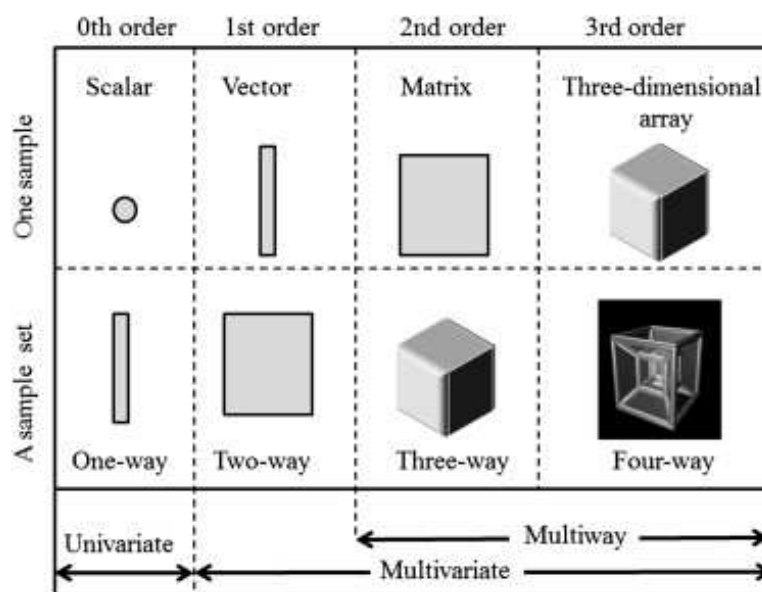 0th order 1st order 2nd order 3rd order
Scalar Vector Matrix Three-dimensional
array
One sample
A sample set
One-way Two-way Three-way Four-way
Multiway
Univariate
Multivariate